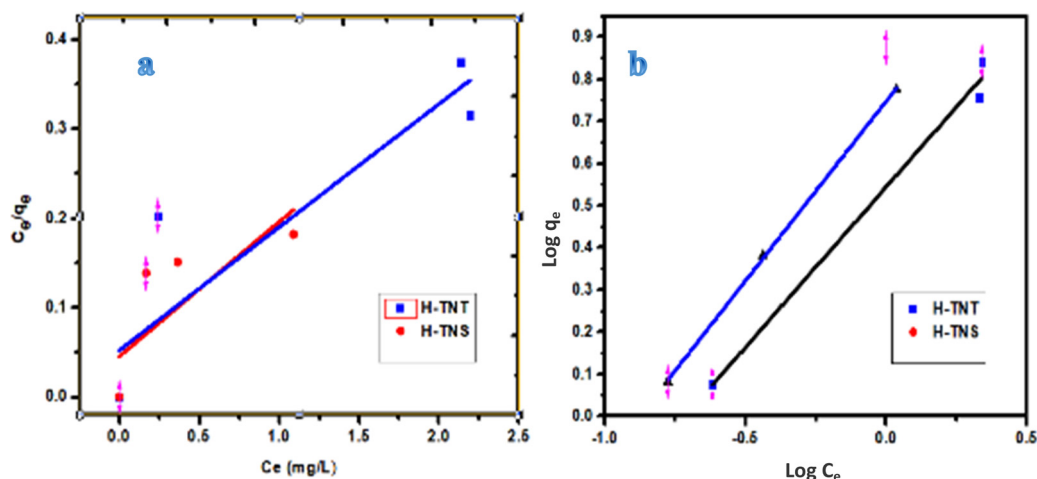 a
0.4
0.3
0.2
0.1
0.0
Cₑ/qₑ
H-TNT
H-TNS
0.0 0.5 1.0 1.5 2.0 2.5
Ce (mg/L)
b
0.9
0.8
0.7
0.6
0.5
0.4
0.3
0.2
0.1
0.0
Log qₑ
H-TNT
H-TNS
-1.0 -0.5 0.0 0.5
Log Cₑ